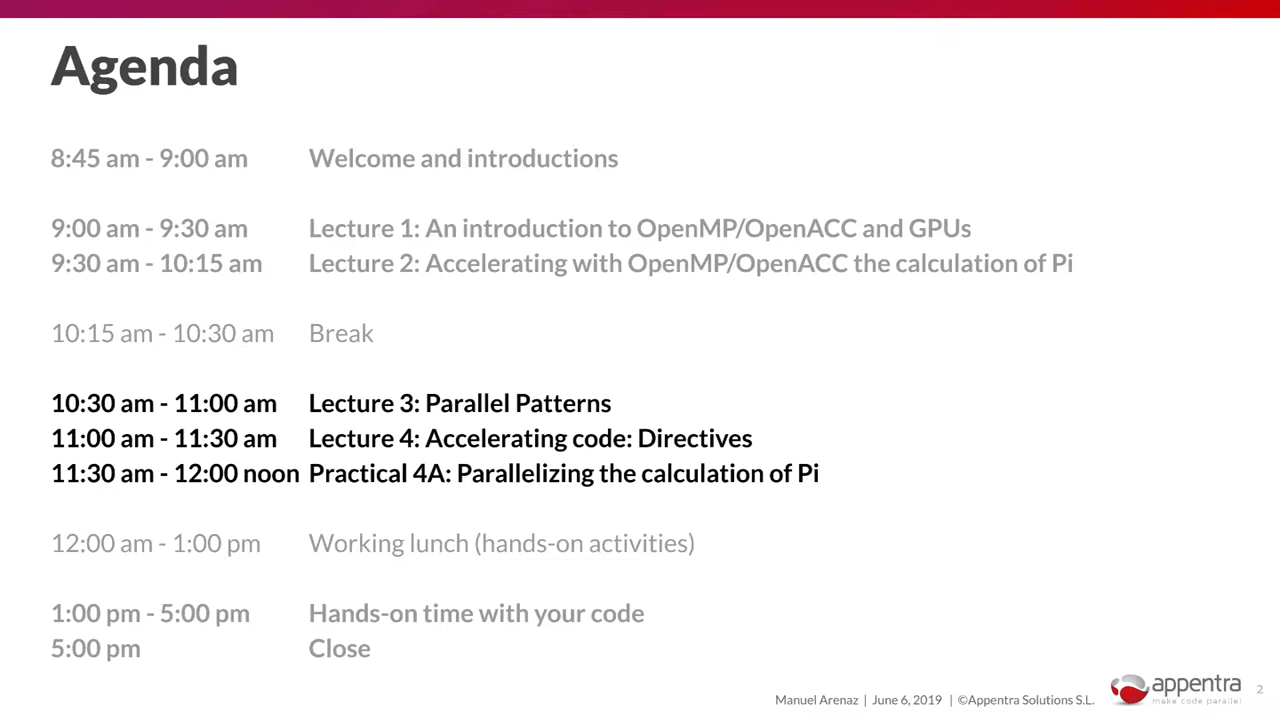 Agenda
8:45 am - 9:00 am Welcome and introductions
9:00 am - 9:30 am Lecture 1: An introduction to OpenMP/OpenACC and GPUs
9:30 am - 10:15 am Lecture 2: Accelerating with OpenMP/OpenACC the calculation of Pi
10:15 am - 10:30 am Break
10:30 am - 11:00 am Lecture 3: Parallel Patterns
11:00 am - 11:30 am Lecture 4: Accelerating code: Directives
11:30 am - 12:00 noon Practical 4A: Parallelizing the calculation of Pi
12:00 am - 1:00 pm Working lunch (hands-on activities)
1:00 pm - 5:00 pm Hands-on time with your code
5:00 pm Close
Manuel Arenaz | June 6, 2019 | ©Appentra Solutions S.L.
appentra
make code parallel
2